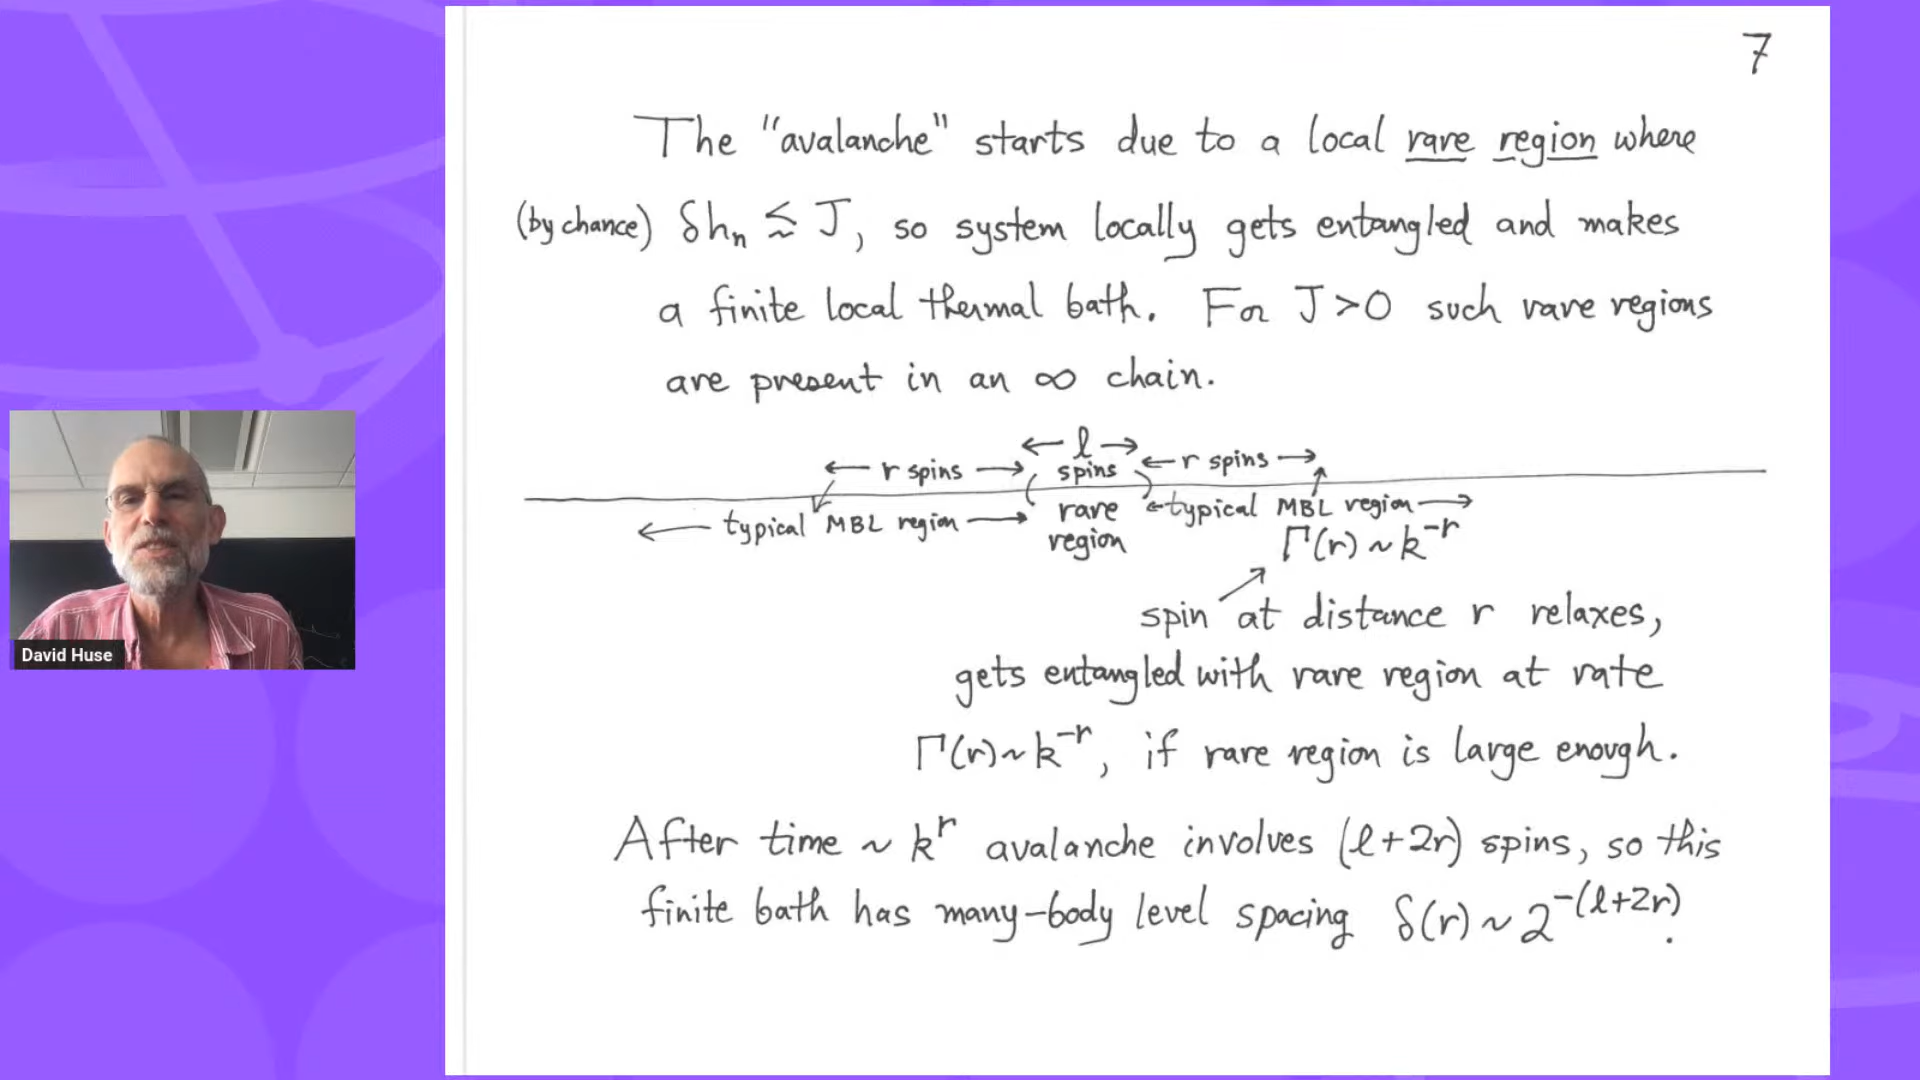 7
The "avalanche" starts due to a local rare region where
(by chance) δhₙ ≲ J, so system locally gets entangled and makes
a finite local thermal bath. For J>0 such rare regions
are present in an ∞ chain.
← l →
← r spins → ( spins ) ← r spins →
← typical MBL region → rare ← typical MBL region →
region Γ(r) ~ k^{-r}
spin at distance r relaxes,
gets entangled with rare region at rate
Γ(r) ~ k^{-r}, if rare region is large enough.
After time ~ k^r avalanche involves (l+2r) spins, so this
finite bath has many-body level spacing δ(r) ~ 2^{-(l+2r)}.
David Huse